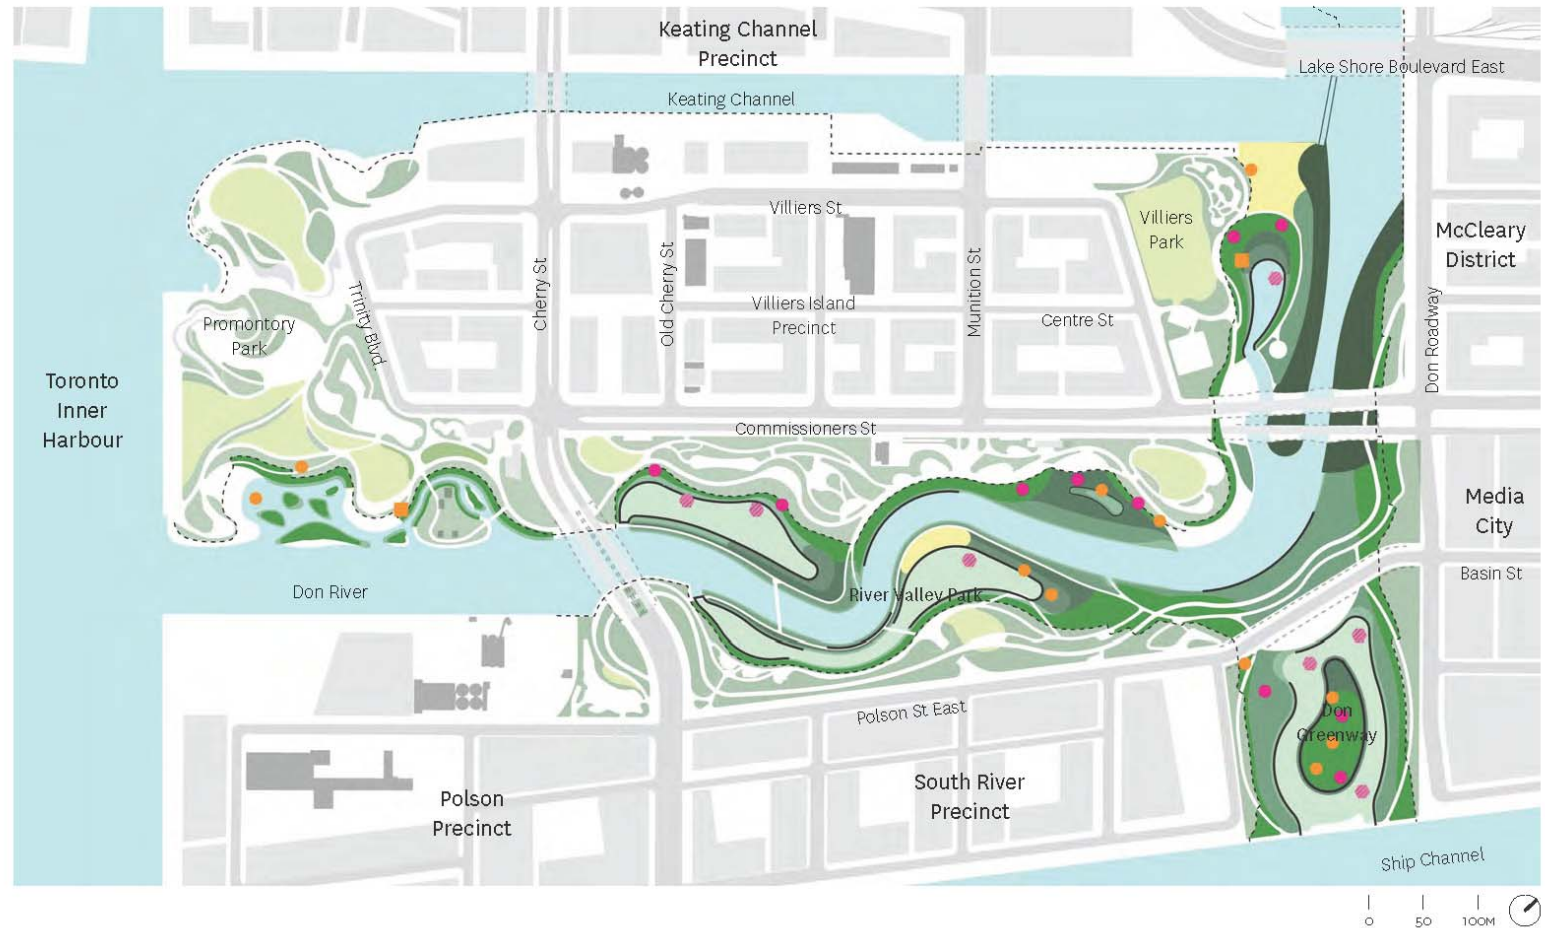 Keating Channel
Precinct
Lake Shore Boulevard East
Keating Channel
Villiers St
Villiers
Park
McCleary
District
Cherry St
Old Cherry St
Munition St
Trinity Blvd.
Villiers Island
Precinct
Centre St
Don Roadway
Promontory
Park
Toronto
Inner
Harbour
Commissioners St
Media
City
Basin St
Don River
River Valley Park
Don
Greenway
Polson St East
South River
Precinct
Polson
Precinct
Ship Channel
0 50 100M